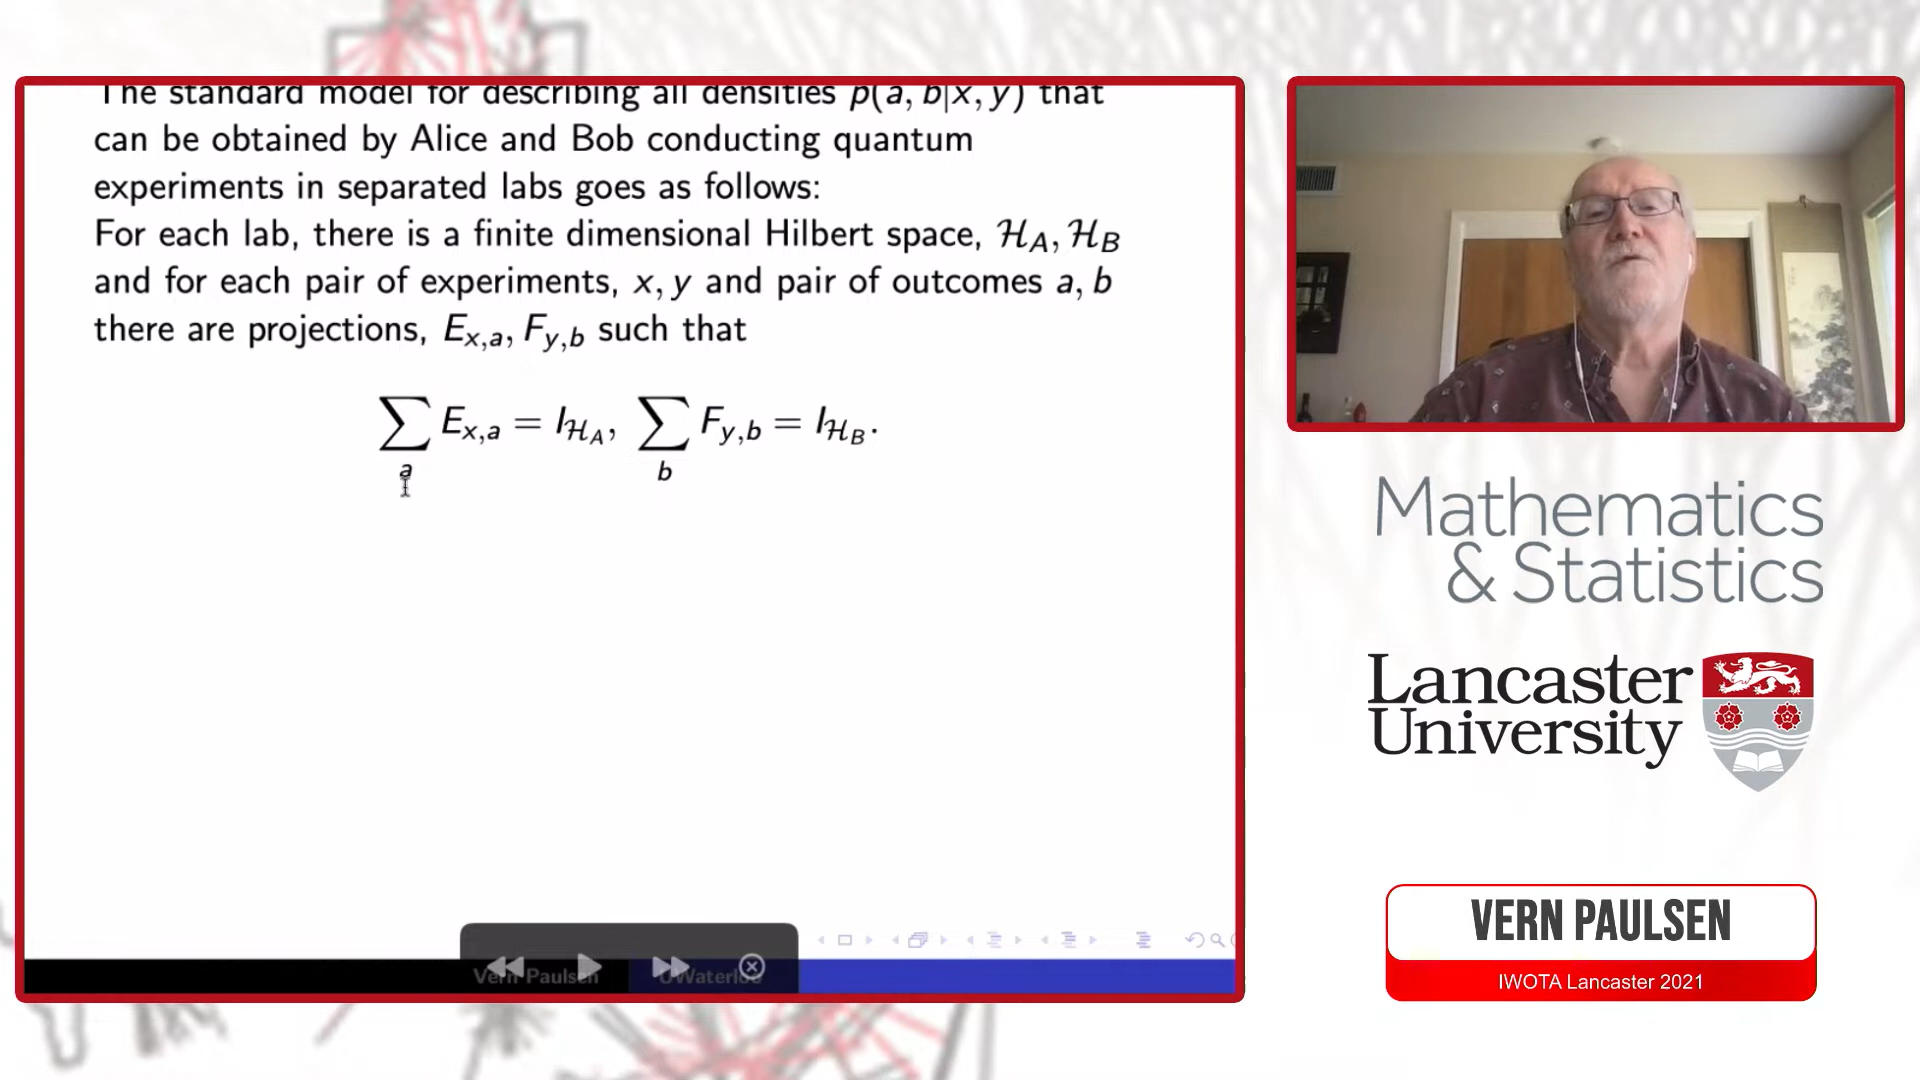 The standard model for describing all densities p(a, b|x, y) that
can be obtained by Alice and Bob conducting quantum
experiments in separated labs goes as follows:
For each lab, there is a finite dimensional Hilbert space, ℋ_A, ℋ_B
and for each pair of experiments, x, y and pair of outcomes a, b
there are projections, E_{x,a}, F_{y,b} such that
∑_a E_{x,a} = I_{ℋ_A}, ∑_b F_{y,b} = I_{ℋ_B}.
Vern Paulsen UWaterloo
Mathematics
& Statistics
Lancaster
University
VERN PAULSEN
IWOTA Lancaster 2021